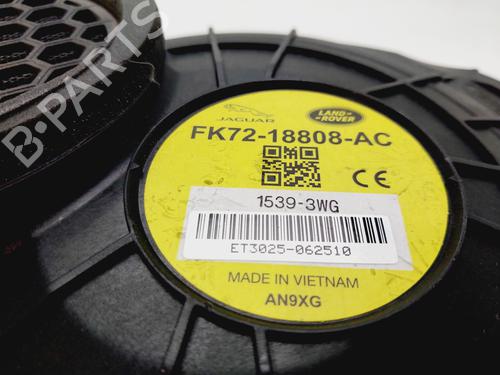 B-PARTS
JAGUAR
LAND-
ROVER
FK72-18808-AC
CE
1539-3WG
ET3025-062510
MADE IN VIETNAM
AN9XG